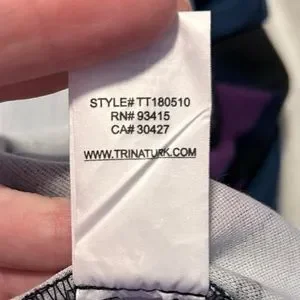 STYLE# TT180510
RN# 93415
CA# 30427
WWW.TRINATURK.COM